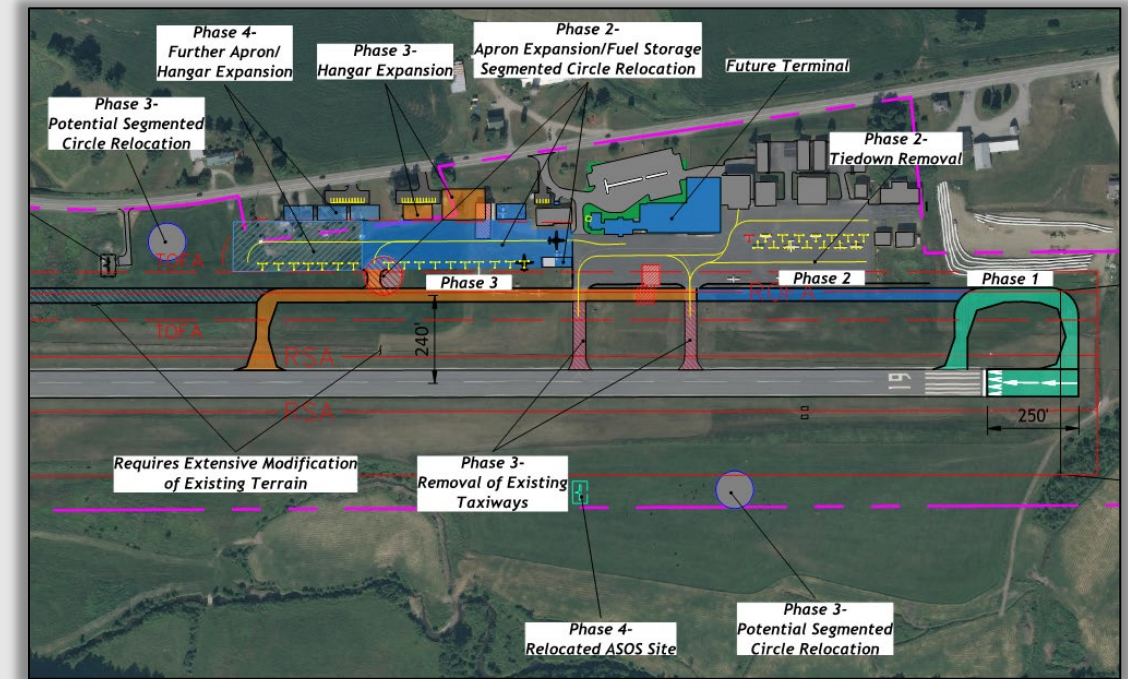 Phase 4-
Further Apron/
Hangar Expansion
Phase 3-
Hangar Expansion
Phase 2-
Apron Expansion/Fuel Storage
Segmented Circle Relocation
Future Terminal
Phase 3-
Potential Segmented
Circle Relocation
Phase 2-
Tiedown Removal
TOFA
Phase 3
Phase 2
Phase 1
ROFA
TOFA
240'
RSA
19
RSA
250'
Requires Extensive Modification
of Existing Terrain
Phase 3-
Removal of Existing
Taxiways
Phase 4-
Relocated ASOS Site
Phase 3-
Potential Segmented
Circle Relocation